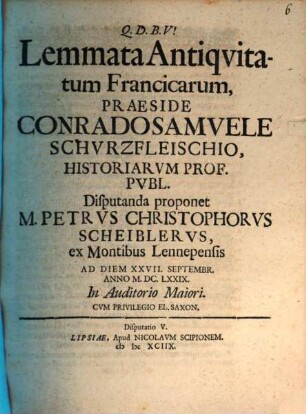 6
Q. D. B. V!
Lemmata Antiqvita-
tum Francicarum,
PRAESIDE
CONRADO SAMVELE
SCHVRZFLEISCHIO,
HISTORIARVM PROF.
PVBL.
Disputanda proponet
M. PETRVS CHRISTOPHORVS
SCHEIBLERVS,
ex Montibus Lennepensis
AD DIEM XXVII. SEPTEMBR.
ANNO M. DC. LXXIX.
In Auditorio Maiori.
CVM PRIVILEGIO EL. SAXON.
Disputatio V.
LIPSIAE, Apud NICOLAVM SCIPIONEM.
cIɔ Iɔc XCIIX.